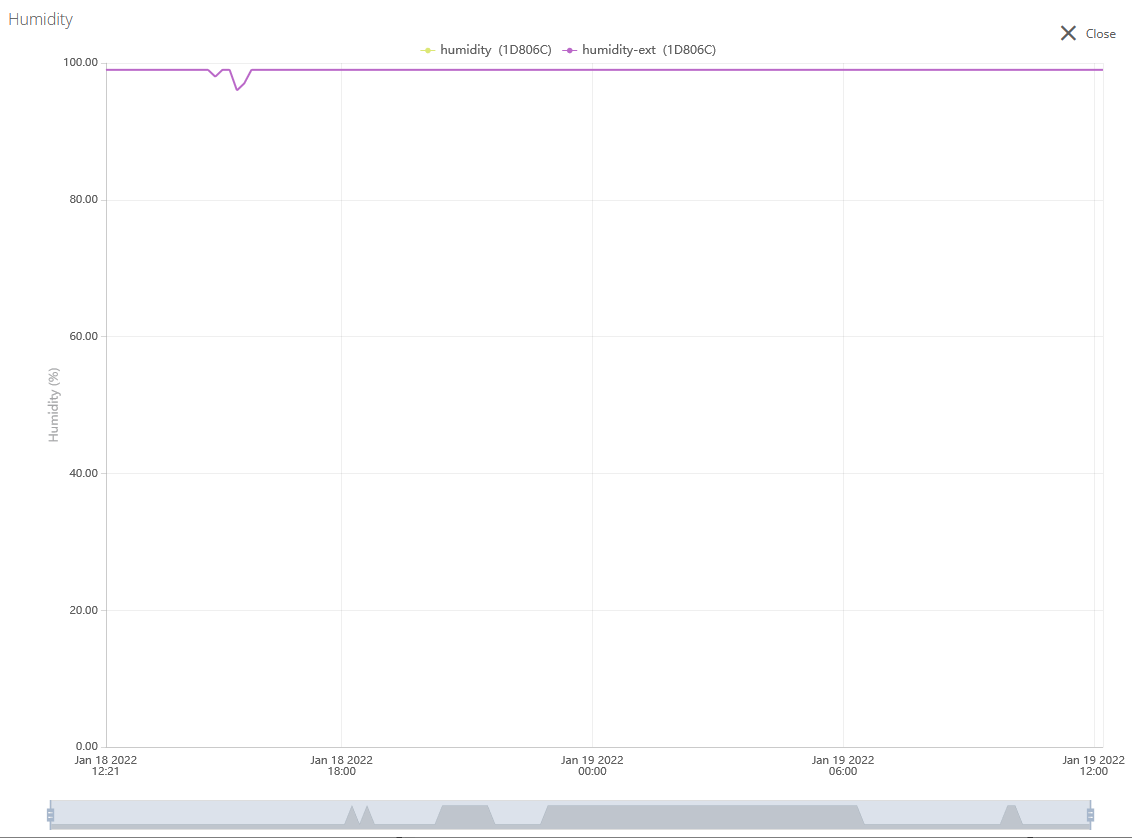 Humidity
Close
humidity (1D806C) humidity-ext (1D806C)
100.00
80.00
60.00
40.00
20.00
0.00
Humidity (%)
Jan 18 2022
12:21
Jan 18 2022
18:00
Jan 19 2022
00:00
Jan 19 2022
06:00
Jan 19 2022
12:00